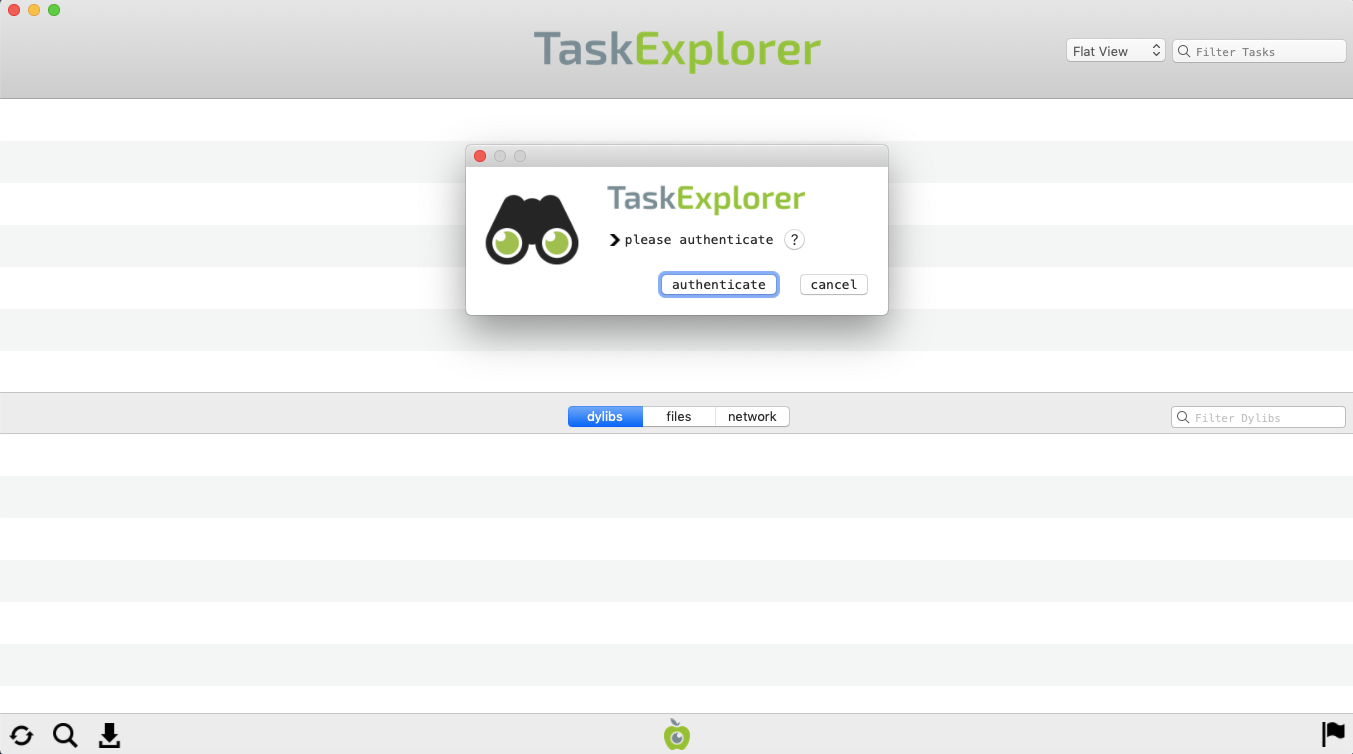 TaskExplorer
Flat View
Filter Tasks
TaskExplorer
please authenticate ?
authenticate cancel
dylibs files network
Filter Dylibs